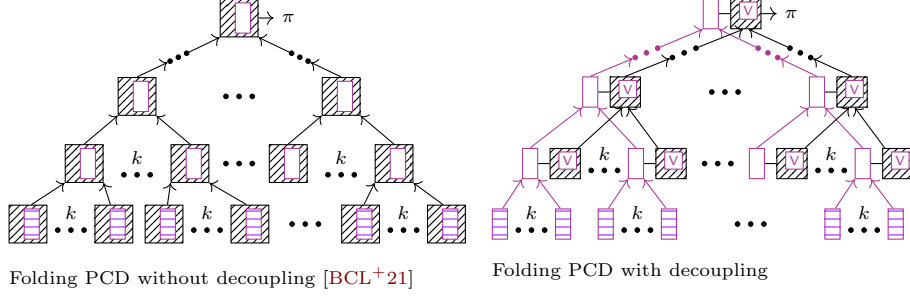 π
π
V
V
V
k
k
V
V
V
V
k
k
k
k
k
k
k
k
Folding PCD without decoupling [BCL+21]
Folding PCD with decoupling